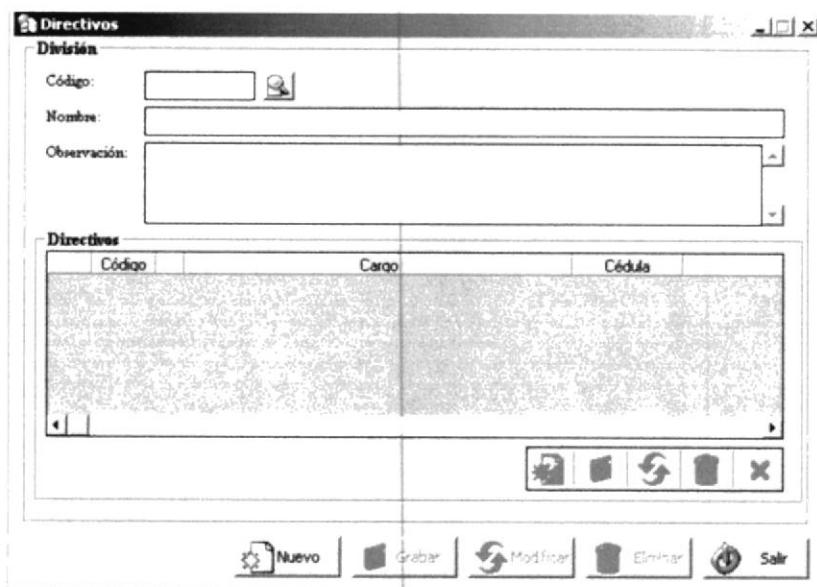 Directivos
División
Código:
Nombre:
Observación:
Directivos
Código Cargo Cédula
Nuevo Grabar Modificar Eliminar Salir